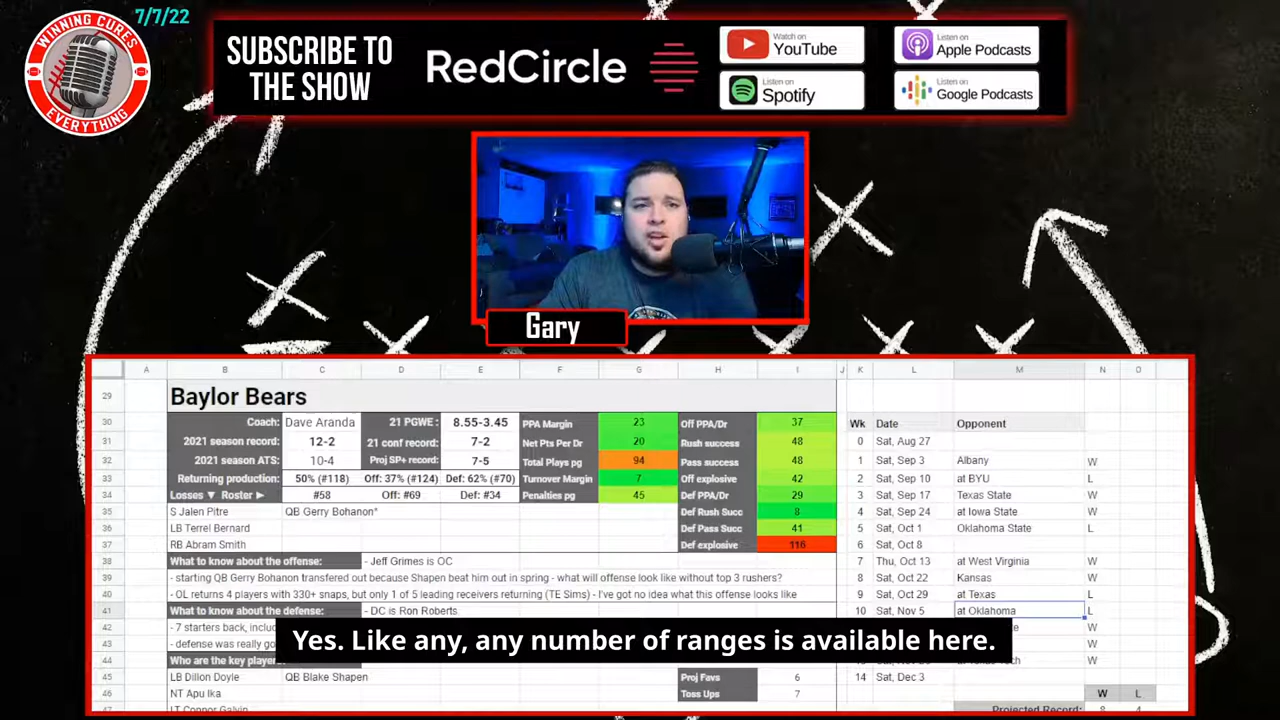 7/7/22
WINNING CURES
EVERYTHING
SUBSCRIBE TO
THE SHOW
RedCircle
Watch on
YouTube
Listen on
Apple Podcasts
Listen on
Spotify
Listen on
Google Podcasts
Gary
A B C D E F G H I J K L M N O
29 Baylor Bears
30 Coach: Dave Aranda 21 PGWE : 8.55-3.45 PPA Margin 23 Off PPA/Dr 37 Wk Date Opponent
31 2021 season record: 12-2 21 conf record: 7-2 Net Pts Per Dr 20 Rush success 48 0 Sat, Aug 27
32 2021 season ATS: 10-4 Proj SP+ record: 7-5 Total Plays pg 94 Pass success 48 1 Sat, Sep 3 Albany W
33 Returning production: 50% (#118) Off: 37% (#124) Def: 62% (#70) Turnover Margin 7 Off explosive 42 2 Sat, Sep 10 at BYU L
34 Losses ▼ Roster ► #58 Off: #69 Def: #34 Penalties pg 45 Def PPA/Dr 29 3 Sat, Sep 17 Texas State W
35 S Jalen Pitre QB Gerry Bohanon* Def Rush Succ 8 4 Sat, Sep 24 at Iowa State W
36 LB Terrel Bernard Def Pass Succ 41 5 Sat, Oct 1 Oklahoma State L
37 RB Abram Smith Def explosive 116 6 Sat, Oct 8
38 What to know about the offense: - Jeff Grimes is OC 7 Thu, Oct 13 at West Virginia W
39 - starting QB Gerry Bohanon transfered out because Shapen beat him out in spring - what will offense look like without top 3 rushers? 8 Sat, Oct 22 Kansas W
40 - OL returns 4 players with 330+ snaps, but only 1 of 5 leading receivers returning (TE Sims) - I've got no idea what this offense looks like 9 Sat, Oct 29 at Texas L
41 What to know about the defense: - DC is Ron Roberts 10 Sat, Nov 5 at Oklahoma L
42 - 7 starters back, W
43 - defense was really W
44 Who are the key W
Yes. Like any, any number of ranges is available here.
45 LB Dillon Doyle QB Blake Shapen Proj Favs 6 14 Sat, Dec 3
46 NT Apu Ika Toss Ups 7 W L
47 LT Connor Galvin Projected Record: 8 4